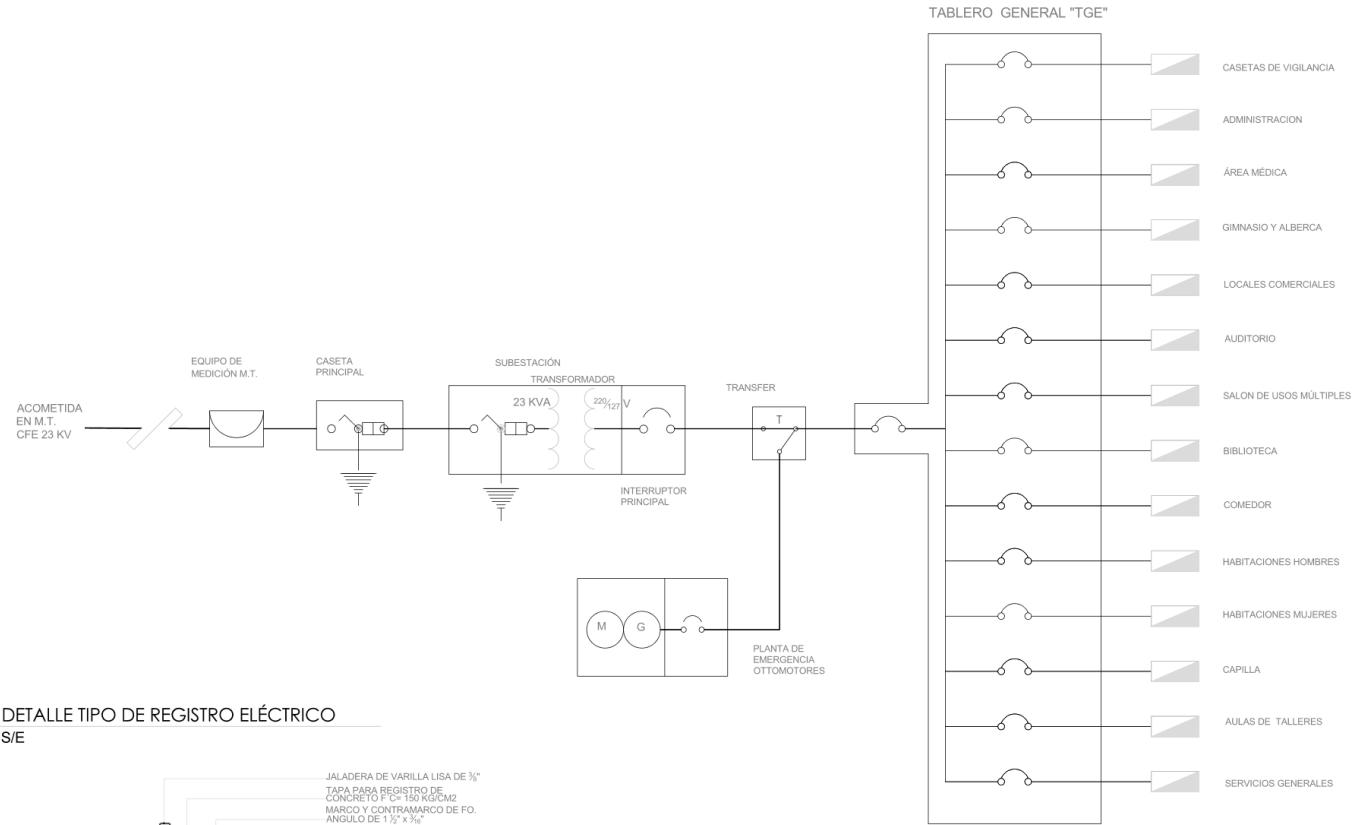 TABLERO GENERAL "TGE"
CASETAS DE VIGILANCIA
ADMINISTRACION
ÁREA MÉDICA
GIMNASIO Y ALBERCA
LOCALES COMERCIALES
AUDITORIO
SALON DE USOS MÚLTIPLES
BIBLIOTECA
COMEDOR
HABITACIONES HOMBRES
HABITACIONES MUJERES
CAPILLA
AULAS DE TALLERES
SERVICIOS GENERALES
ACOMETIDA
EN M.T.
CFE 23 KV
EQUIPO DE
MEDICIÓN M.T.
CASETA
PRINCIPAL
SUBESTACIÓN
TRANSFORMADOR
23 KVA
220/127 V
INTERRUPTOR
PRINCIPAL
TRANSFER
T
M
G
PLANTA DE
EMERGENCIA
OTTOMOTORES
DETALLE TIPO DE REGISTRO ELÉCTRICO
S/E
JALADERA DE VARILLA LISA DE ⅜"
TAPA PARA REGISTRO DE
CONCRETO F´C= 150 KG/CM2
MARCO Y CONTRAMARCO DE FO.
ANGULO DE 1 ½" x 3/16"